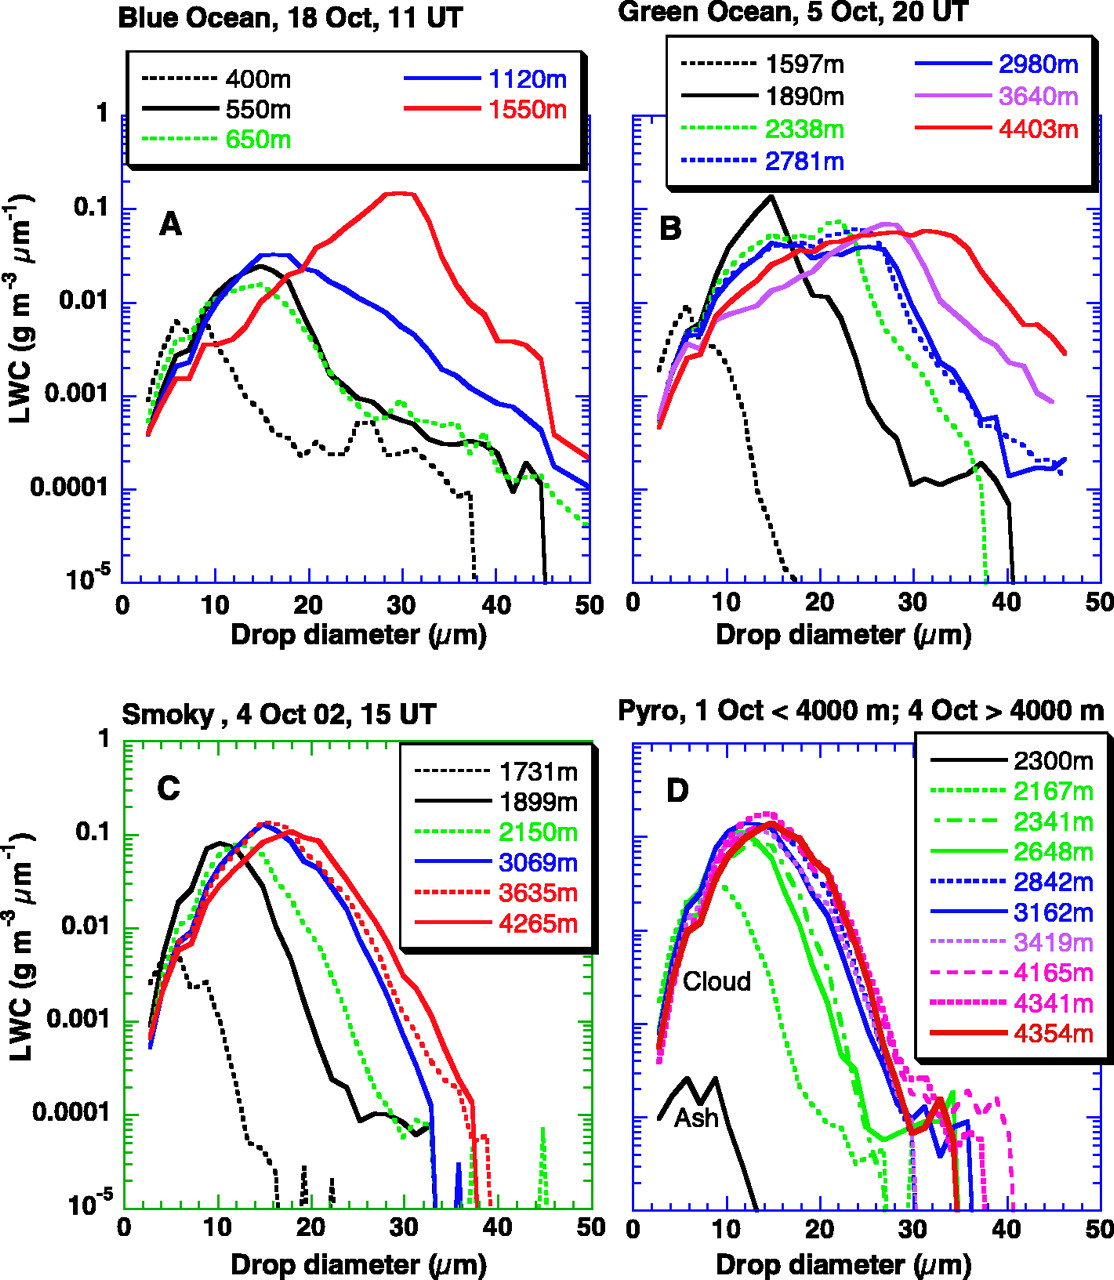 Blue Ocean, 18 Oct, 11 UT
400m 1120m
550m 1550m
650m
A
1
0.1
0.01
0.001
0.0001
10-5
LWC (g m-3 μm-1)
0 10 20 30 40 50
Drop diameter (μm)
Green Ocean, 5 Oct, 20 UT
1597m 2980m
1890m 3640m
2338m 4403m
2781m
B
0 10 20 30 40 50
Drop diameter (μm)
Smoky , 4 Oct 02, 15 UT
C
1731m
1899m
2150m
3069m
3635m
4265m
1
0.1
0.01
0.001
0.0001
10-5
LWC (g m-3 μm-1)
0 10 20 30 40 50
Drop diameter (μm)
Pyro, 1 Oct < 4000 m; 4 Oct > 4000 m
D
2300m
2167m
2341m
2648m
2842m
3162m
3419m
4165m
4341m
4354m
Cloud
Ash
0 10 20 30 40 50
Drop diameter (μm)